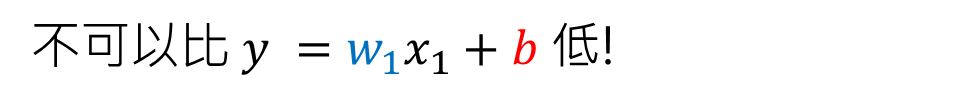 不可以比 y = w₁x₁ + b 低!